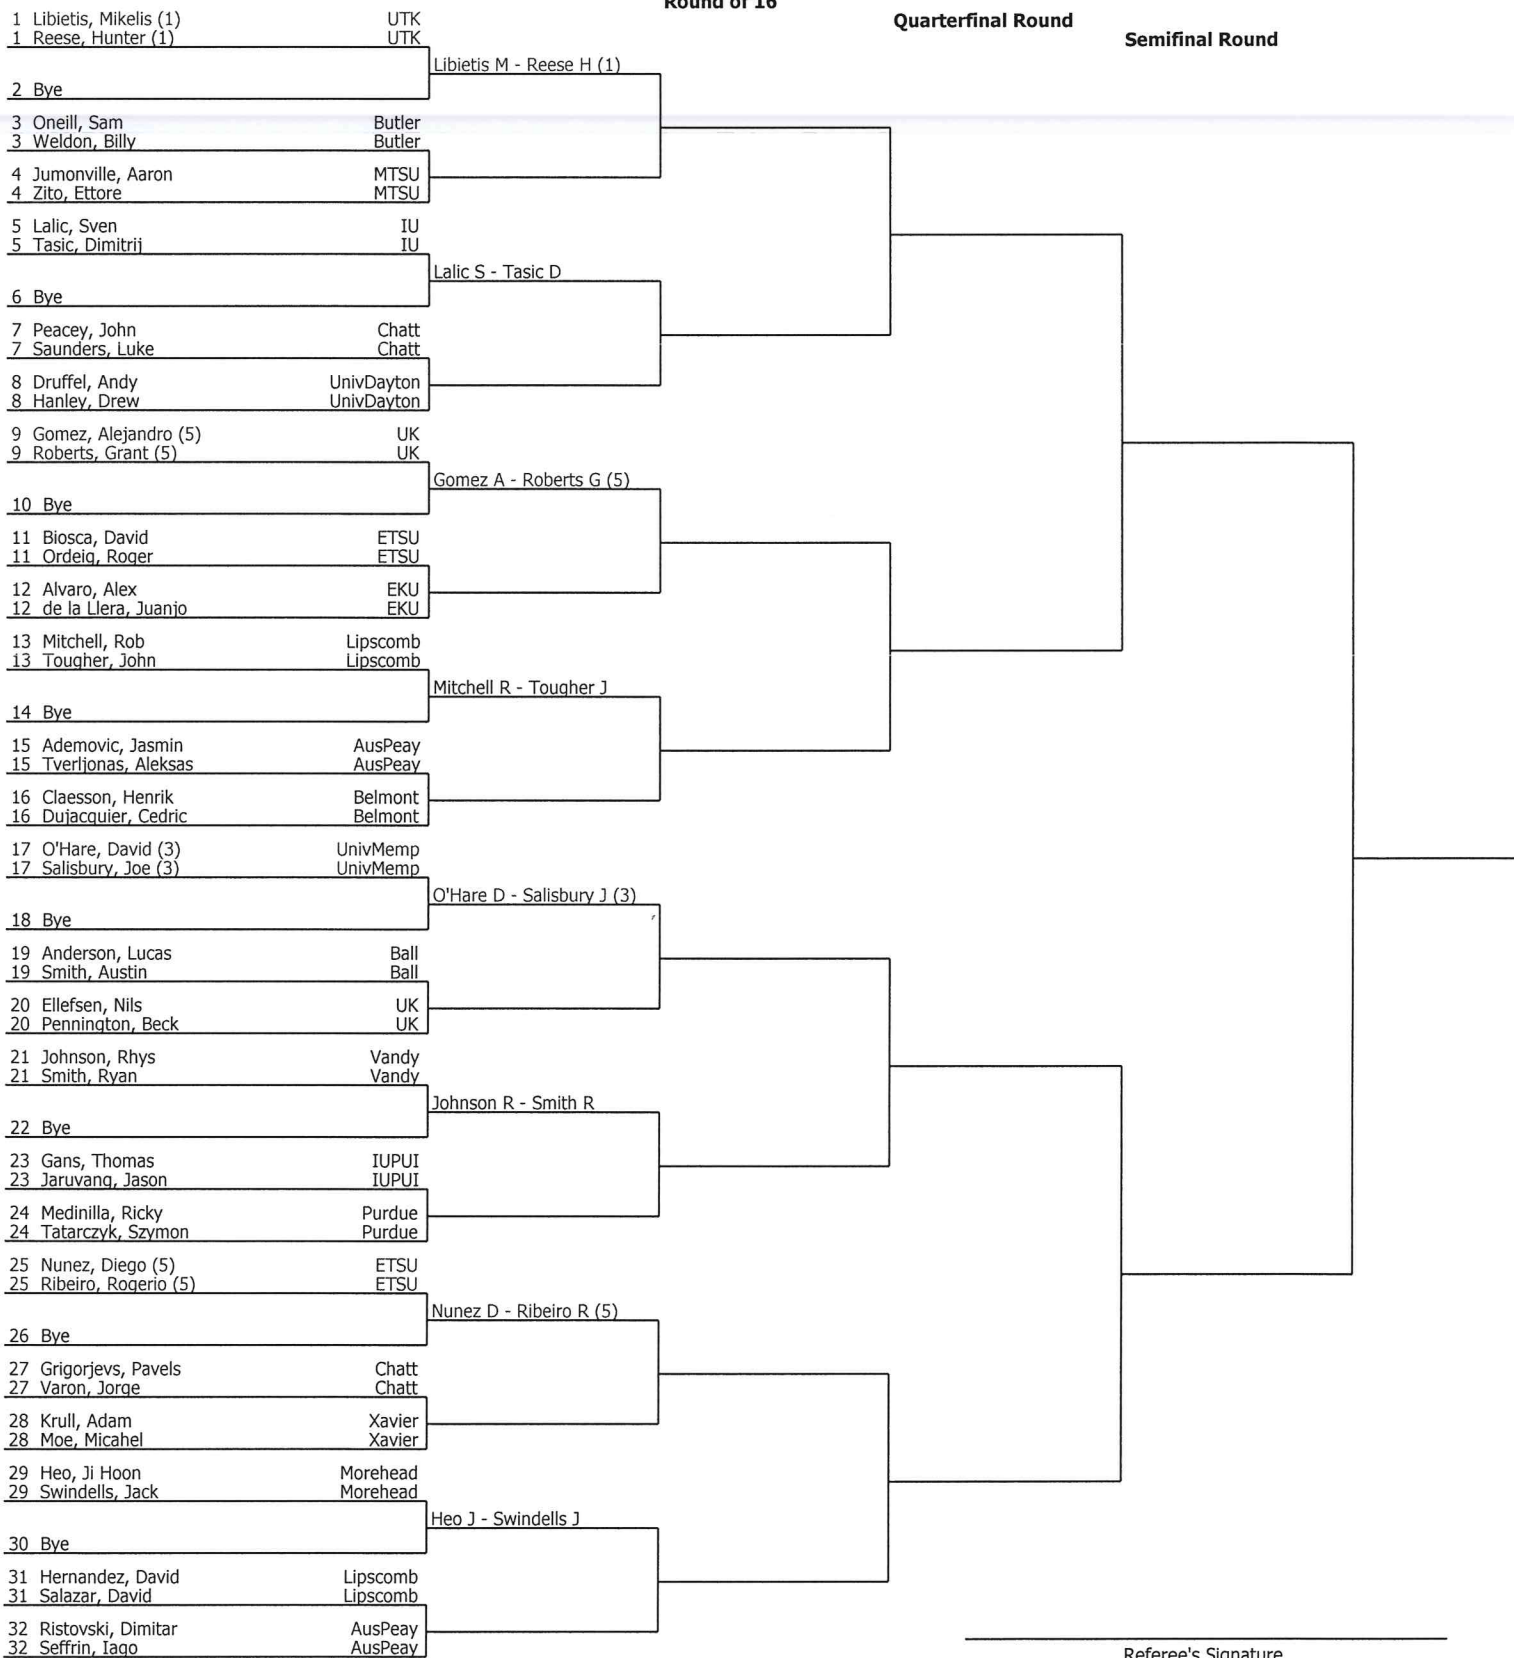 Round of 16
Quarterfinal Round
Semifinal Round
1 Libietis, Mikelis (1) UTK
1 Reese, Hunter (1) UTK
Libietis M - Reese H (1)
2 Bye
3 Oneill, Sam Butler
3 Weldon, Billy Butler
4 Jumonville, Aaron MTSU
4 Zito, Ettore MTSU
5 Lalic, Sven IU
5 Tasic, Dimitrij IU
Lalic S - Tasic D
6 Bye
7 Peacey, John Chatt
7 Saunders, Luke Chatt
8 Druffel, Andy UnivDayton
8 Hanley, Drew UnivDayton
9 Gomez, Alejandro (5) UK
9 Roberts, Grant (5) UK
Gomez A - Roberts G (5)
10 Bye
11 Biosca, David ETSU
11 Ordeig, Roger ETSU
12 Alvaro, Alex EKU
12 de la Llera, Juanjo EKU
13 Mitchell, Rob Lipscomb
13 Tougher, John Lipscomb
Mitchell R - Tougher J
14 Bye
15 Ademovic, Jasmin AusPeay
15 Tverijonas, Aleksas AusPeay
16 Claesson, Henrik Belmont
16 Dujacquier, Cedric Belmont
17 O'Hare, David (3) UnivMemp
17 Salisbury, Joe (3) UnivMemp
O'Hare D - Salisbury J (3)
18 Bye
19 Anderson, Lucas Ball
19 Smith, Austin Ball
20 Ellefsen, Nils UK
20 Pennington, Beck UK
21 Johnson, Rhys Vandy
21 Smith, Ryan Vandy
Johnson R - Smith R
22 Bye
23 Gans, Thomas IUPUI
23 Jaruvang, Jason IUPUI
24 Medinilla, Ricky Purdue
24 Tatarczyk, Szymon Purdue
25 Nunez, Diego (5) ETSU
25 Ribeiro, Rogerio (5) ETSU
Nunez D - Ribeiro R (5)
26 Bye
27 Grigorjevs, Pavels Chatt
27 Varon, Jorge Chatt
28 Krull, Adam Xavier
28 Moe, Micahel Xavier
29 Heo, Ji Hoon Morehead
29 Swindells, Jack Morehead
Heo J - Swindells J
30 Bye
31 Hernandez, David Lipscomb
31 Salazar, David Lipscomb
32 Ristovski, Dimitar AusPeay
32 Seffrin, Iago AusPeay
Referee's Signature